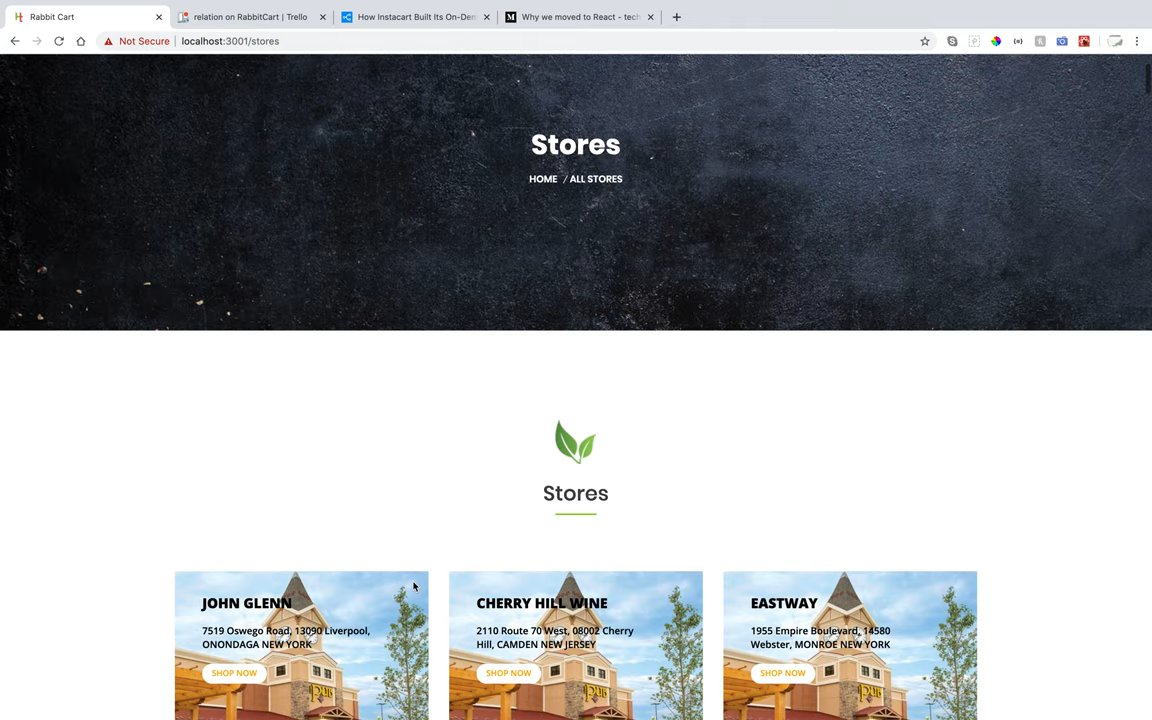 Rabbit Cart
relation on RabbitCart | Trello
How Instacart Built Its On-Dem
Why we moved to React - tech
Not Secure
localhost:3001/stores
Stores
HOME / ALL STORES
Stores
JOHN GLENN
7519 Oswego Road, 13090 Liverpool,
ONONDAGA NEW YORK
SHOP NOW
CHERRY HILL WINE
2110 Route 70 West, 08002 Cherry
Hill, CAMDEN NEW JERSEY
SHOP NOW
EASTWAY
1955 Empire Boulevard, 14580
Webster, MONROE NEW YORK
SHOP NOW